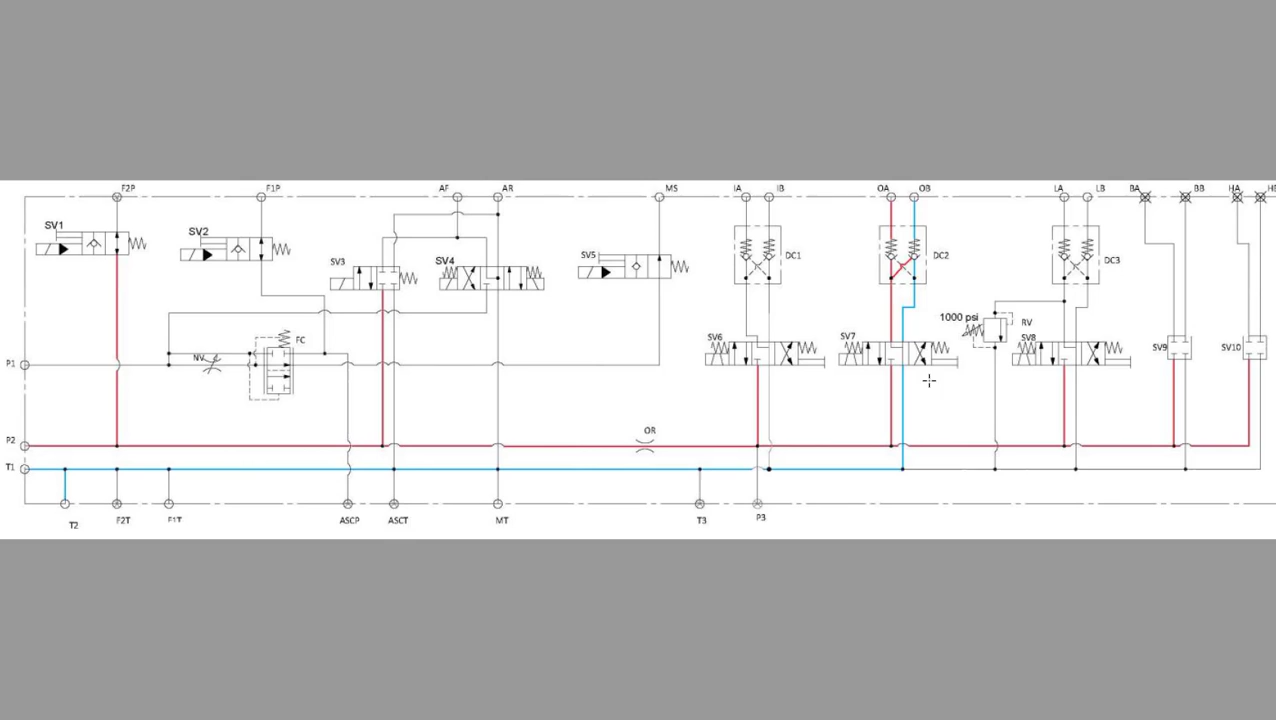 F2P
F1P
AF
AR
MS
IA
IB
OA
OB
LA
LB
BA
BB
HA
SV1
SV2
SV3
SV4
SV5
DC1
DC2
DC3
1000 psi
RV
SV6
SV7
SV8
SV9
SV10
NV
FC
P1
P2
OR
T1
T2
F2T
F1T
ASCP
ASCT
MT
T3
P3